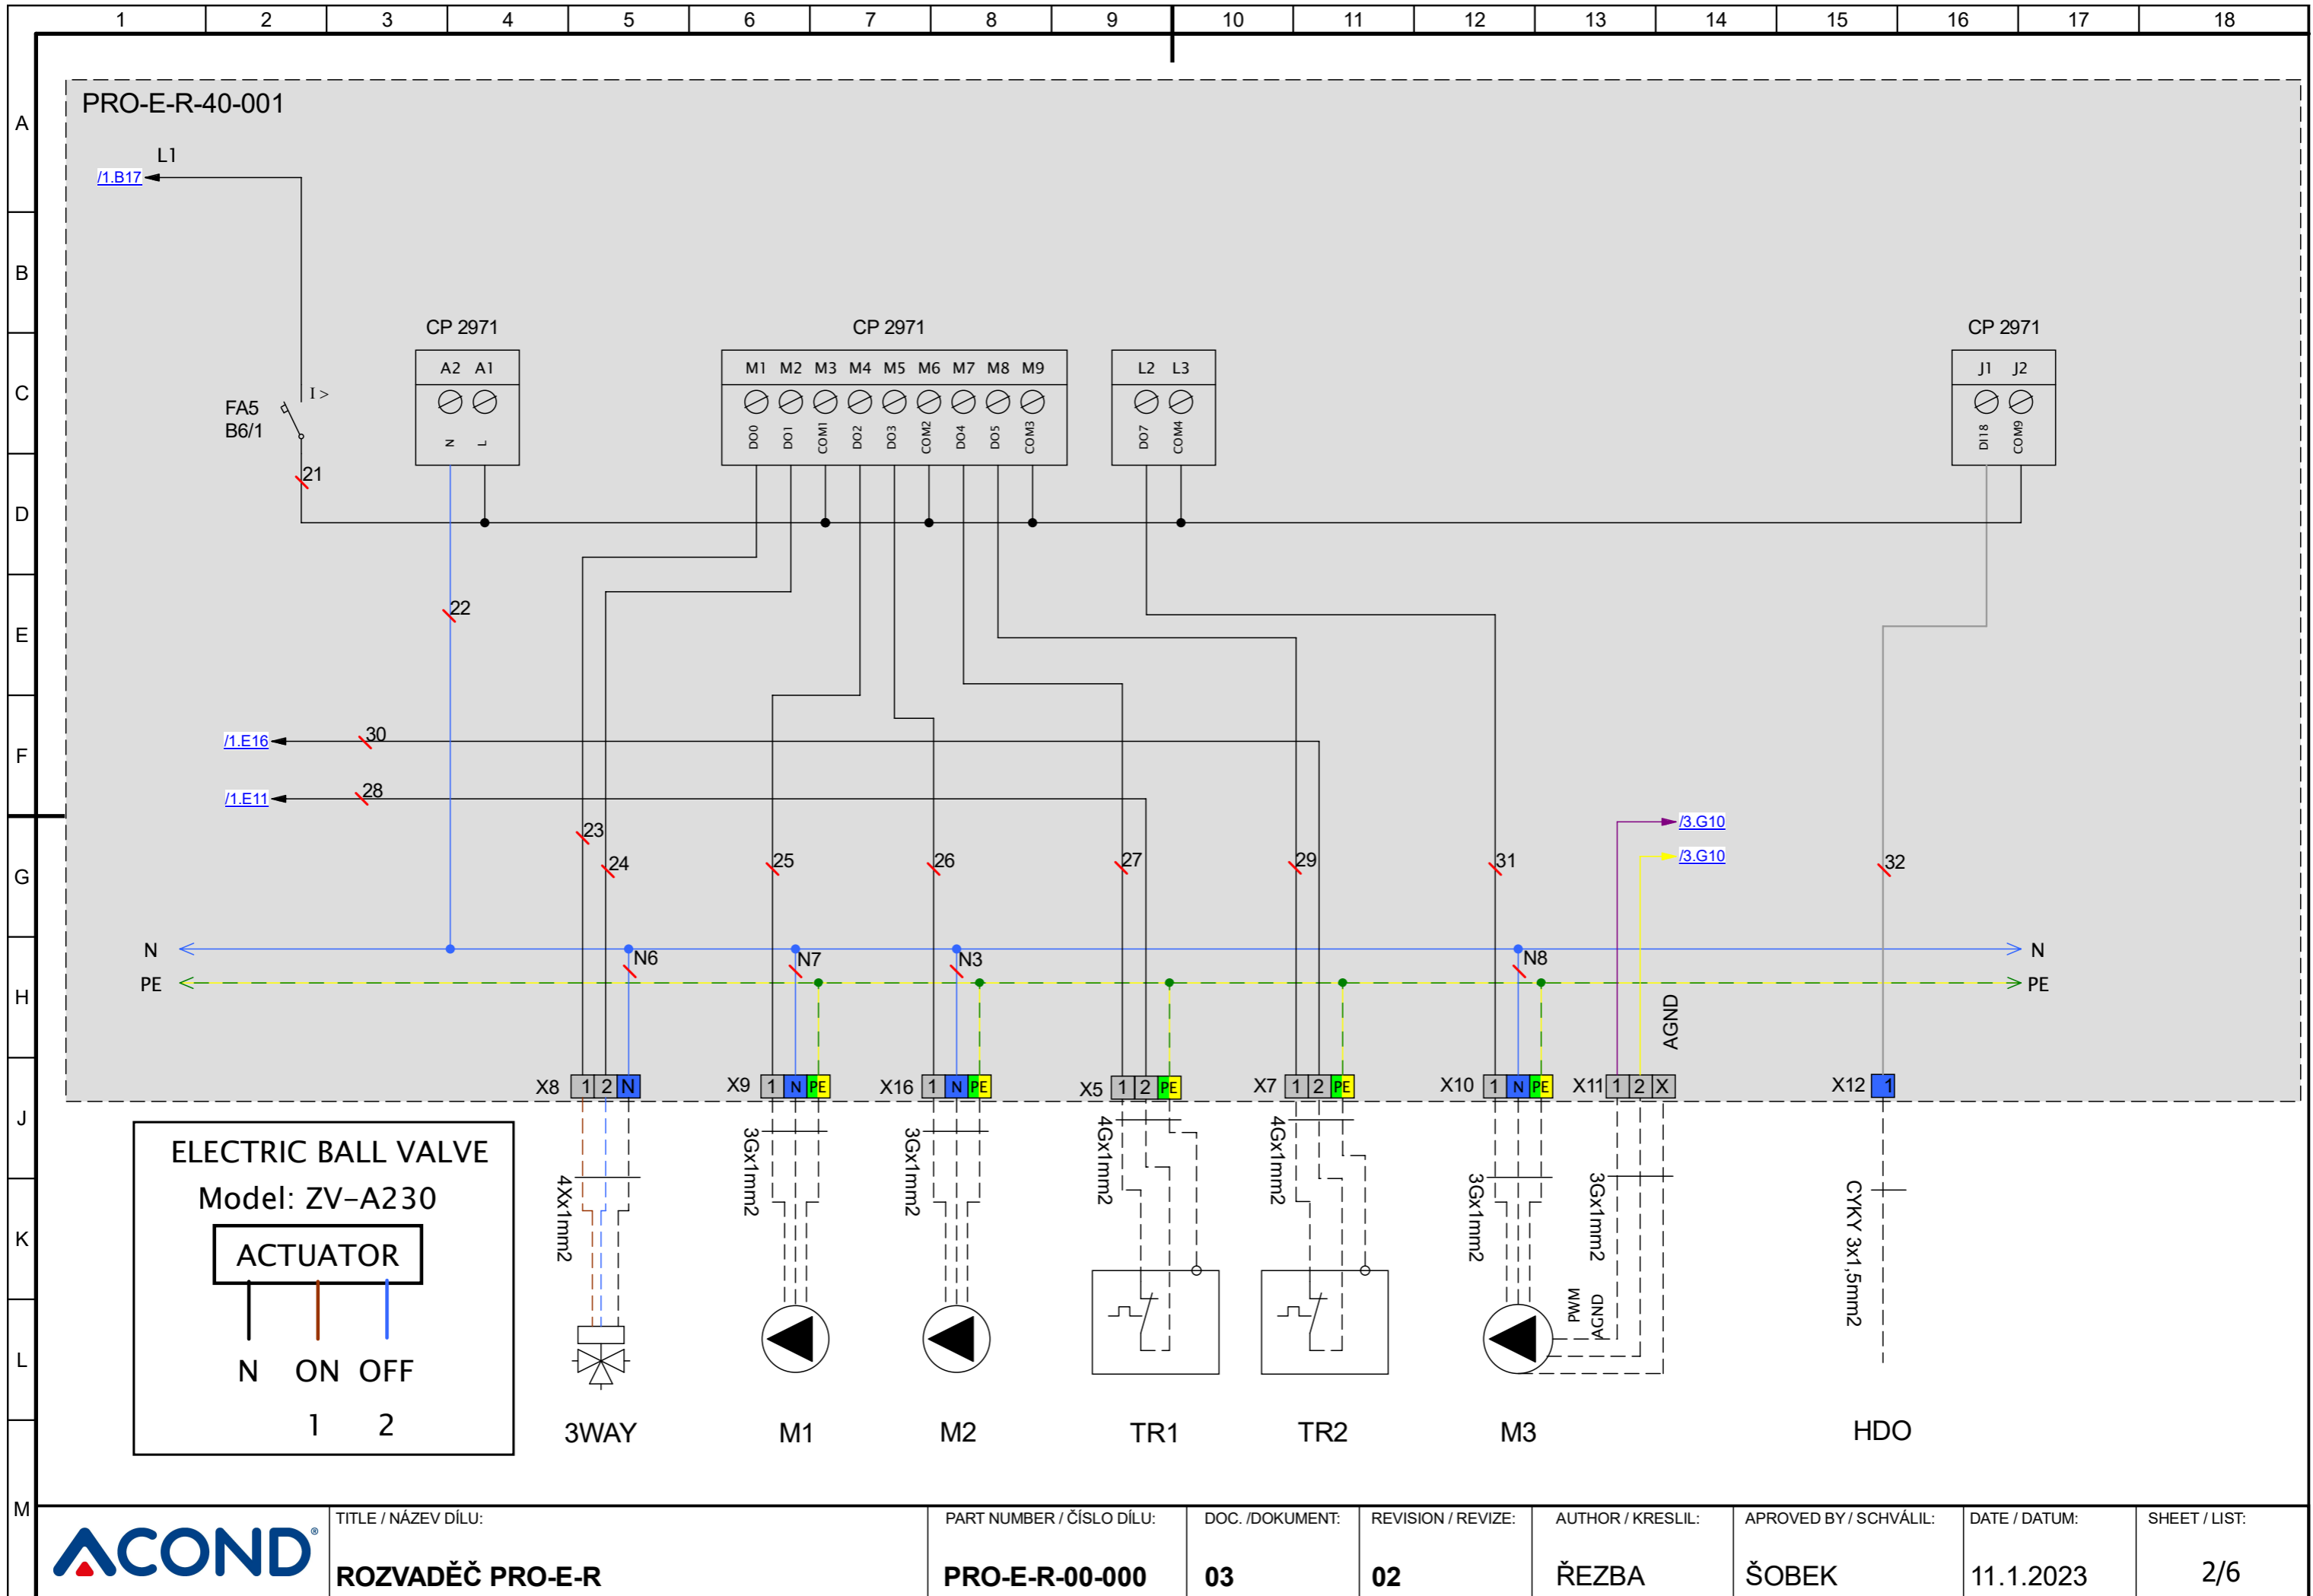 1 2 3 4 5 6 7 8 9 10 11 12 13 14 15 16 17 18
A
B
C
D
E
F
G
H
J
K
L
M
PRO-E-R-40-001
L1
/1.B17
CP 2971
CP 2971
CP 2971
A2 A1
M1 M2 M3 M4 M5 M6 M7 M8 M9
L2 L3
J1 J2
FA5
B6/1
I >
N L
DO0 DO1 COM1 DO2 DO3 COM2 DO4 DO5 COM3
DO7 COM4
DI18 COM9
21
22
/1.E16
30
/1.E11
28
23
24
25
26
27
29
31
32
/3.G10
/3.G10
N
N
N6
N7
N3
N8
PE
PE
AGND
X8 1 2 N
X9 1 N PE
X16 1 N PE
X5 1 2 PE
X7 1 2 PE
X10 1 N PE
X11 1 2 X
X12 1
4Xx1mm2
3Gx1mm2
3Gx1mm2
4Gx1mm2
4Gx1mm2
3Gx1mm2
3Gx1mm2
CYKY 3x1,5mm2
PWM
AGND
ELECTRIC BALL VALVE
Model: ZV-A230
ACTUATOR
N ON OFF
1 2
3WAY
M1
M2
TR1
TR2
M3
HDO
ACOND®
TITLE / NÁZEV DÍLU:
ROZVADĚČ PRO-E-R
PART NUMBER / ČÍSLO DÍLU:
PRO-E-R-00-000
DOC. /DOKUMENT:
03
REVISION / REVIZE:
02
AUTHOR / KRESLIL:
ŘEZBA
APROVED BY / SCHVÁLIL:
ŠOBEK
DATE / DATUM:
11.1.2023
SHEET / LIST:
2/6